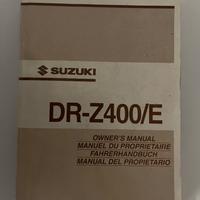 SUZUKI
DR-Z400/E
OWNER'S MANUAL
MANUEL DU PROPRIETAIRE
FAHRERHANDBUCH
MANUAL DEL PROPIETARIO